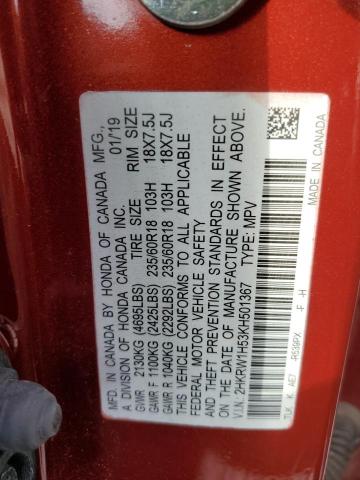 MFD. IN CANADA BY HONDA OF CANADA MFG.,
A DIVISION OF HONDA CANADA INC. 01/19
GVWR 2130KG (4695LBS) TIRE SIZE RIM SIZE
GAWR F 1100KG (2425LBS) 235/60R18 103H 18X7.5J
GAWR R 1040KG (2292LBS) 235/60R18 103H 18X7.5J
THIS VEHICLE CONFORMS TO ALL APPLICABLE
FEDERAL MOTOR VEHICLE SAFETY
AND THEFT PREVENTION STANDARDS IN EFFECT
ON THE DATE OF MANUFACTURE SHOWN ABOVE.
V.I.N. 2HKRW1H53KH501367 TYPE: MPV
MADE IN CANADA